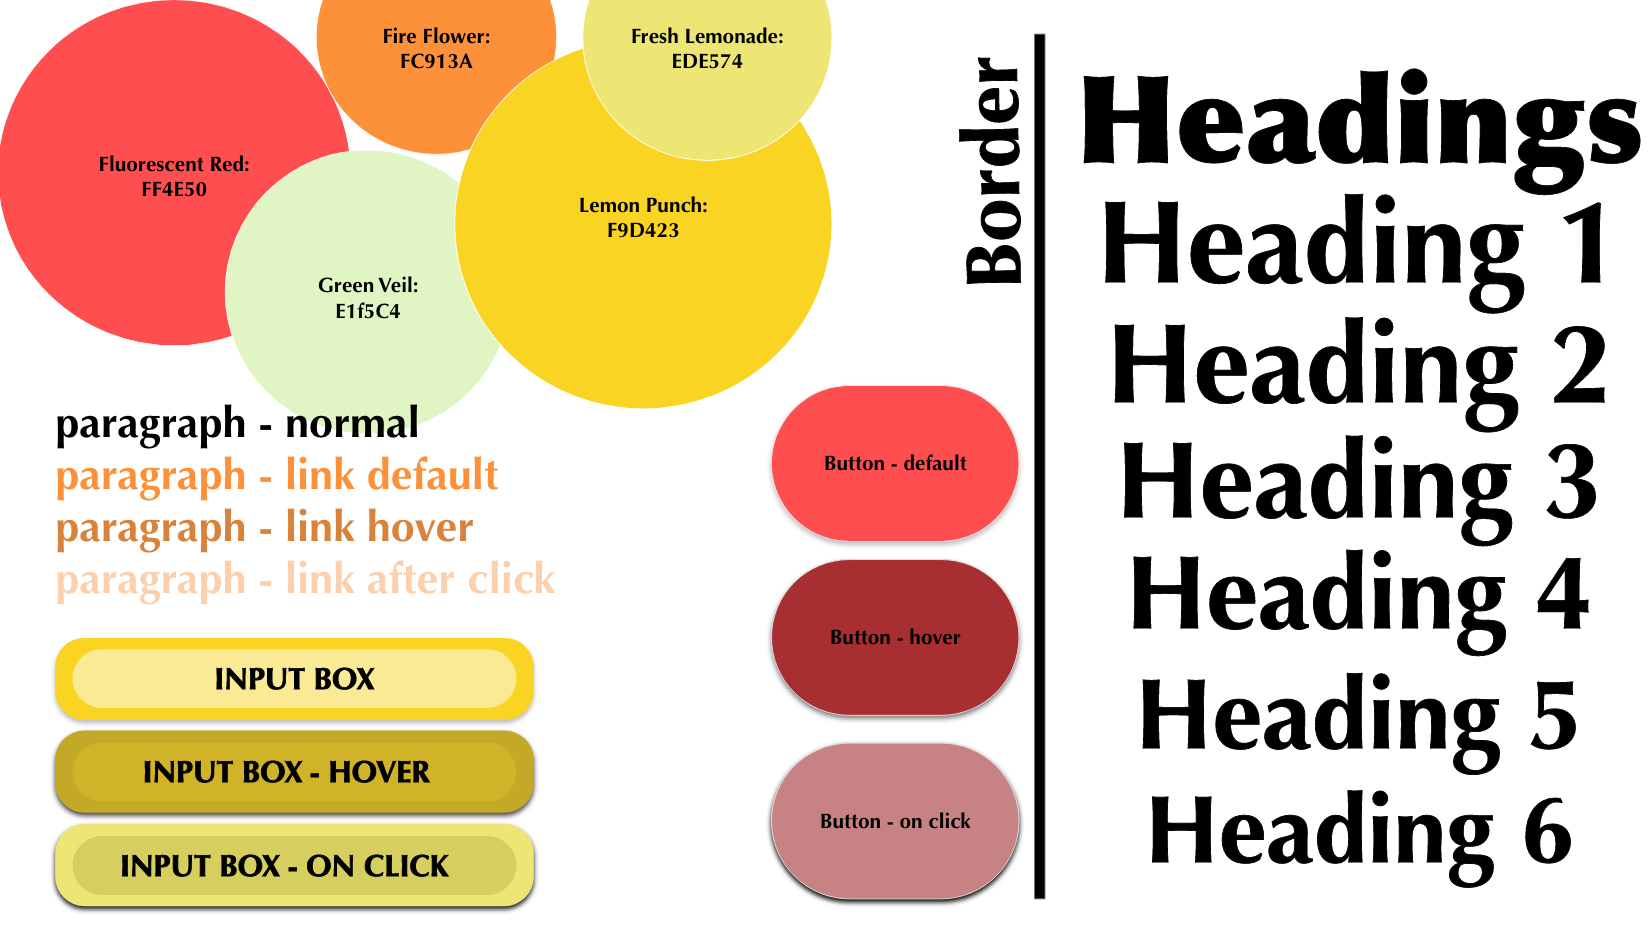 Fluorescent Red:
FF4E50
Fire Flower:
FC913A
Fresh Lemonade:
EDE574
Green Veil:
E1f5C4
Lemon Punch:
F9D423
paragraph - normal
paragraph - link default
paragraph - link hover
paragraph - link after click
INPUT BOX
INPUT BOX - HOVER
INPUT BOX - ON CLICK
Button - default
Button - hover
Button - on click
Border
Headings
Heading 1
Heading 2
Heading 3
Heading 4
Heading 5
Heading 6